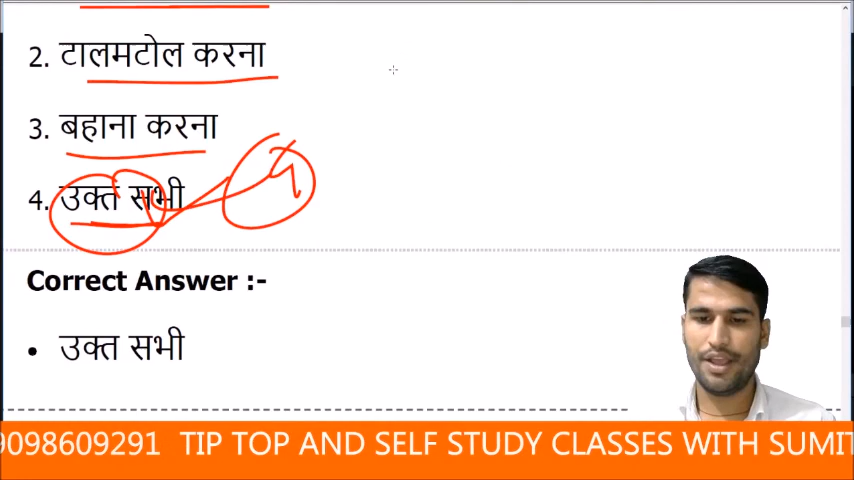 2. टालमटोल करना
3. बहाना करना
4. उक्त सभी
Correct Answer :-
• उक्त सभी
9098609291 TIP TOP AND SELF STUDY CLASSES WITH SUMIT